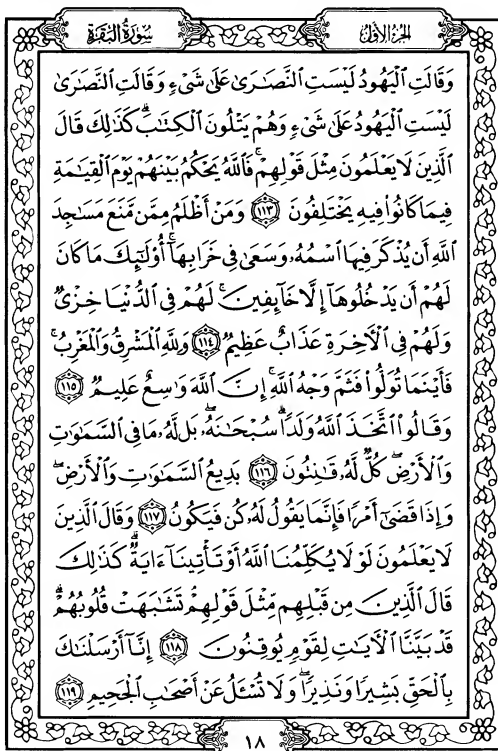 الجزء الأول
سورة البقرة
وَقَالَتِ ٱلْيَهُودُ لَيْسَتِ ٱلنَّصَٰرَىٰ عَلَىٰ شَىْءٍ وَقَالَتِ ٱلنَّصَٰرَىٰ
لَيْسَتِ ٱلْيَهُودُ عَلَىٰ شَىْءٍ وَهُمْ يَتْلُونَ ٱلْكِتَٰبَ ۗ كَذَٰلِكَ قَالَ
ٱلَّذِينَ لَا يَعْلَمُونَ مِثْلَ قَوْلِهِمْ ۚ فَٱللَّهُ يَحْكُمُ بَيْنَهُمْ يَوْمَ ٱلْقِيَٰمَةِ
فِيمَا كَانُوا۟ فِيهِ يَخْتَلِفُونَ ١١٣ وَمَنْ أَظْلَمُ مِمَّن مَّنَعَ مَسَٰجِدَ
ٱللَّهِ أَن يُذْكَرَ فِيهَا ٱسْمُهُۥ وَسَعَىٰ فِى خَرَابِهَآ ۚ أُو۟لَٰٓئِكَ مَا كَانَ
لَهُمْ أَن يَدْخُلُوهَآ إِلَّا خَآئِفِينَ ۚ لَهُمْ فِى ٱلدُّنْيَا خِزْىٌ
وَلَهُمْ فِى ٱلْءَاخِرَةِ عَذَابٌ عَظِيمٌ ١١٤ وَلِلَّهِ ٱلْمَشْرِقُ وَٱلْمَغْرِبُ ۚ
فَأَيْنَمَا تُوَلُّوا۟ فَثَمَّ وَجْهُ ٱللَّهِ ۚ إِنَّ ٱللَّهَ وَٰسِعٌ عَلِيمٌ ١١٥
وَقَالُوا۟ ٱتَّخَذَ ٱللَّهُ وَلَدًا ۗ سُبْحَٰنَهُۥ ۖ بَل لَّهُۥ مَا فِى ٱلسَّمَٰوَٰتِ
وَٱلْأَرْضِ ۖ كُلٌّ لَّهُۥ قَٰنِتُونَ ١١٦ بَدِيعُ ٱلسَّمَٰوَٰتِ وَٱلْأَرْضِ ۖ
وَإِذَا قَضَىٰٓ أَمْرًا فَإِنَّمَا يَقُولُ لَهُۥ كُن فَيَكُونُ ١١٧ وَقَالَ ٱلَّذِينَ
لَا يَعْلَمُونَ لَوْلَا يُكَلِّمُنَا ٱللَّهُ أَوْ تَأْتِينَآ ءَايَةٌ ۗ كَذَٰلِكَ
قَالَ ٱلَّذِينَ مِن قَبْلِهِم مِّثْلَ قَوْلِهِمْ ۘ تَشَٰبَهَتْ قُلُوبُهُمْ ۗ
قَدْ بَيَّنَّا ٱلْءَايَٰتِ لِقَوْمٍ يُوقِنُونَ ١١٨ إِنَّآ أَرْسَلْنَٰكَ
بِٱلْحَقِّ بَشِيرًا وَنَذِيرًا ۖ وَلَا تُسْـَٔلُ عَنْ أَصْحَٰبِ ٱلْجَحِيمِ ١١٩
١٨